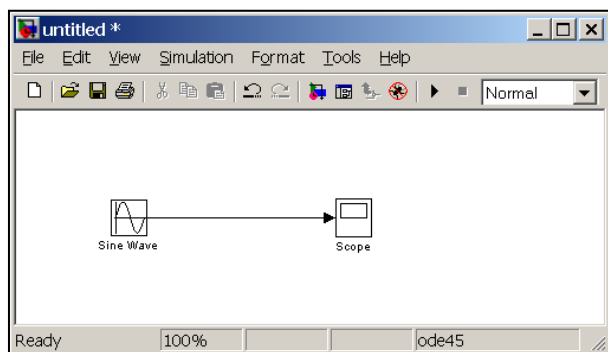 untitled *
File Edit View Simulation Format Tools Help
Normal
Sine Wave
Scope
Ready 100% ode45